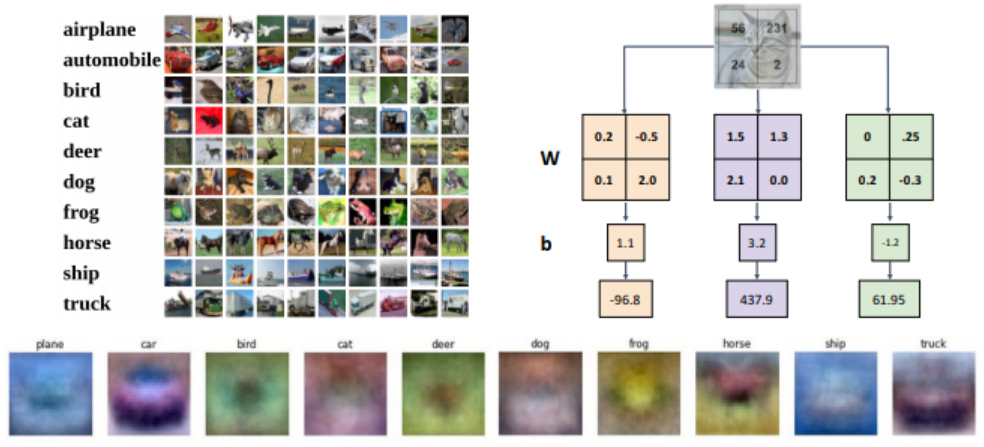 airplane
automobile
bird
cat
deer
dog
frog
horse
ship
truck
56 231
24 2
W
0.2 -0.5
0.1 2.0
1.5 1.3
2.1 0.0
0 .25
0.2 -0.3
b
1.1 3.2 -1.2
-96.8 437.9 61.95
plane car bird cat deer dog frog horse ship truck